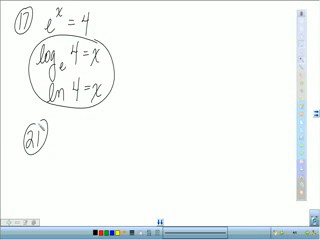 17 e^x = 4
log_e 4 = x
ln 4 = x
21